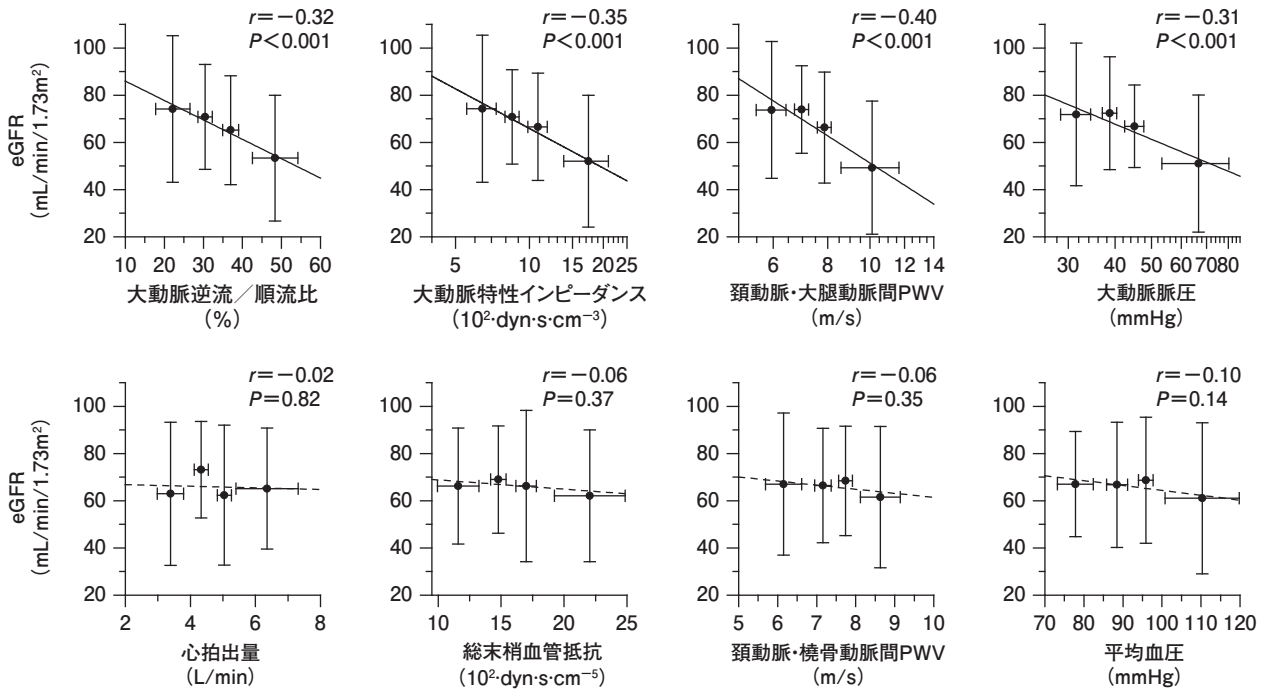 r=−0.32
P<0.001
100
80
60
40
20
eGFR
(mL/min/1.73m²)
10 20 30 40 50 60
大動脈逆流／順流比
(%)
r=−0.35
P<0.001
100
80
60
40
20
5 10 15 20 25
大動脈特性インピーダンス
(10²·dyn·s·cm⁻³)
r=−0.40
P<0.001
100
80
60
40
20
6 8 10 12 14
頚動脈・大腿動脈間PWV
(m/s)
r=−0.31
P<0.001
100
80
60
40
20
30 40 50 60 70 80
大動脈脈圧
(mmHg)
r=−0.02
P=0.82
100
80
60
40
20
eGFR
(mL/min/1.73m²)
2 4 6 8
心拍出量
(L/min)
r=−0.06
P=0.37
100
80
60
40
20
10 15 20 25
総末梢血管抵抗
(10²·dyn·s·cm⁻⁵)
r=−0.06
P=0.35
100
80
60
40
20
5 6 7 8 9 10
頚動脈・橈骨動脈間PWV
(m/s)
r=−0.10
P=0.14
100
80
60
40
20
70 80 90 100 110 120
平均血圧
(mmHg)